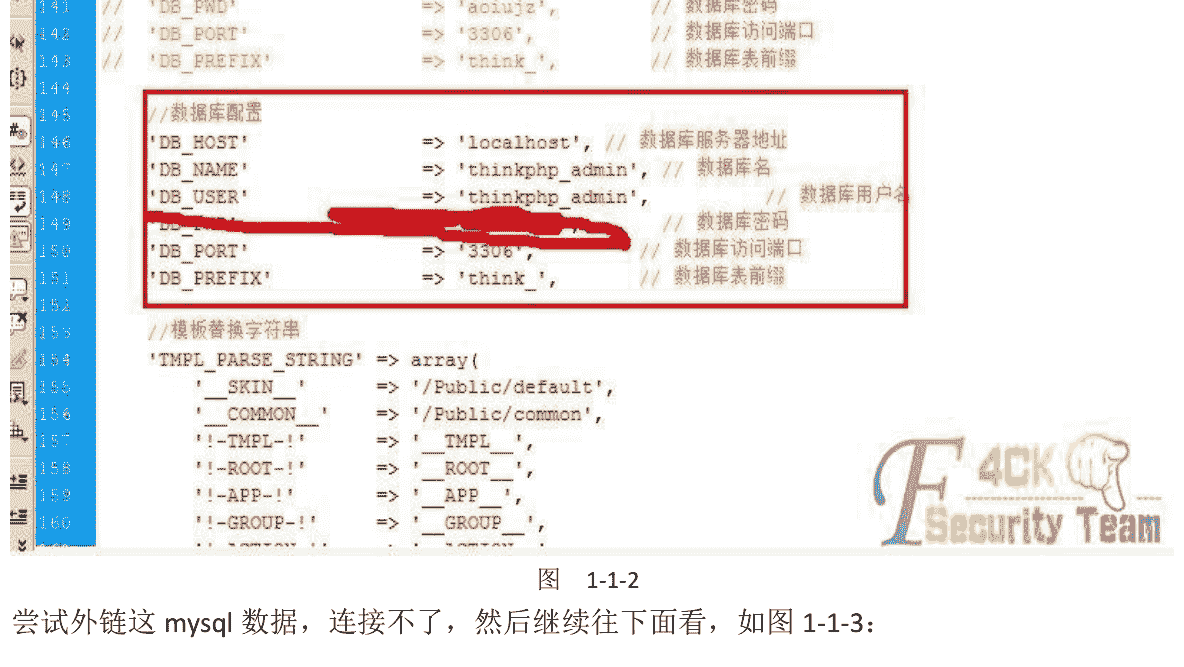 141 // 'DB_PWD' => 'aoiujz', // 数据库密码
142 // 'DB_PORT' => '3306', // 数据库访问端口
143 // 'DB_PREFIX' => 'think_', // 数据库表前缀
144
145 //数据库配置
146 'DB_HOST' => 'localhost', // 数据库服务器地址
147 'DB_NAME' => 'thinkphp_admin', // 数据库名
148 'DB_USER' => 'thinkphp_admin', // 数据库用户名
149 // 数据库密码
150 'DB_PORT' => '3306', // 数据库访问端口
151 'DB_PREFIX' => 'think_', // 数据库表前缀
152
153 //模板替换字符串
154 'TMPL_PARSE_STRING' => array(
155 '__SKIN__' => '/Public/default',
156 '__COMMON__' => '/Public/common',
157 '!-TMPL-!' => '__TMPL__',
158 '!-ROOT-!' => '__ROOT__',
159 '!-APP-!' => '__APP__',
160 '!-GROUP-!' => '__GROUP__',
F4CK
Security Team
图 1-1-2
尝试外链这 mysql 数据，连接不了，然后继续往下面看，如图 1-1-3：